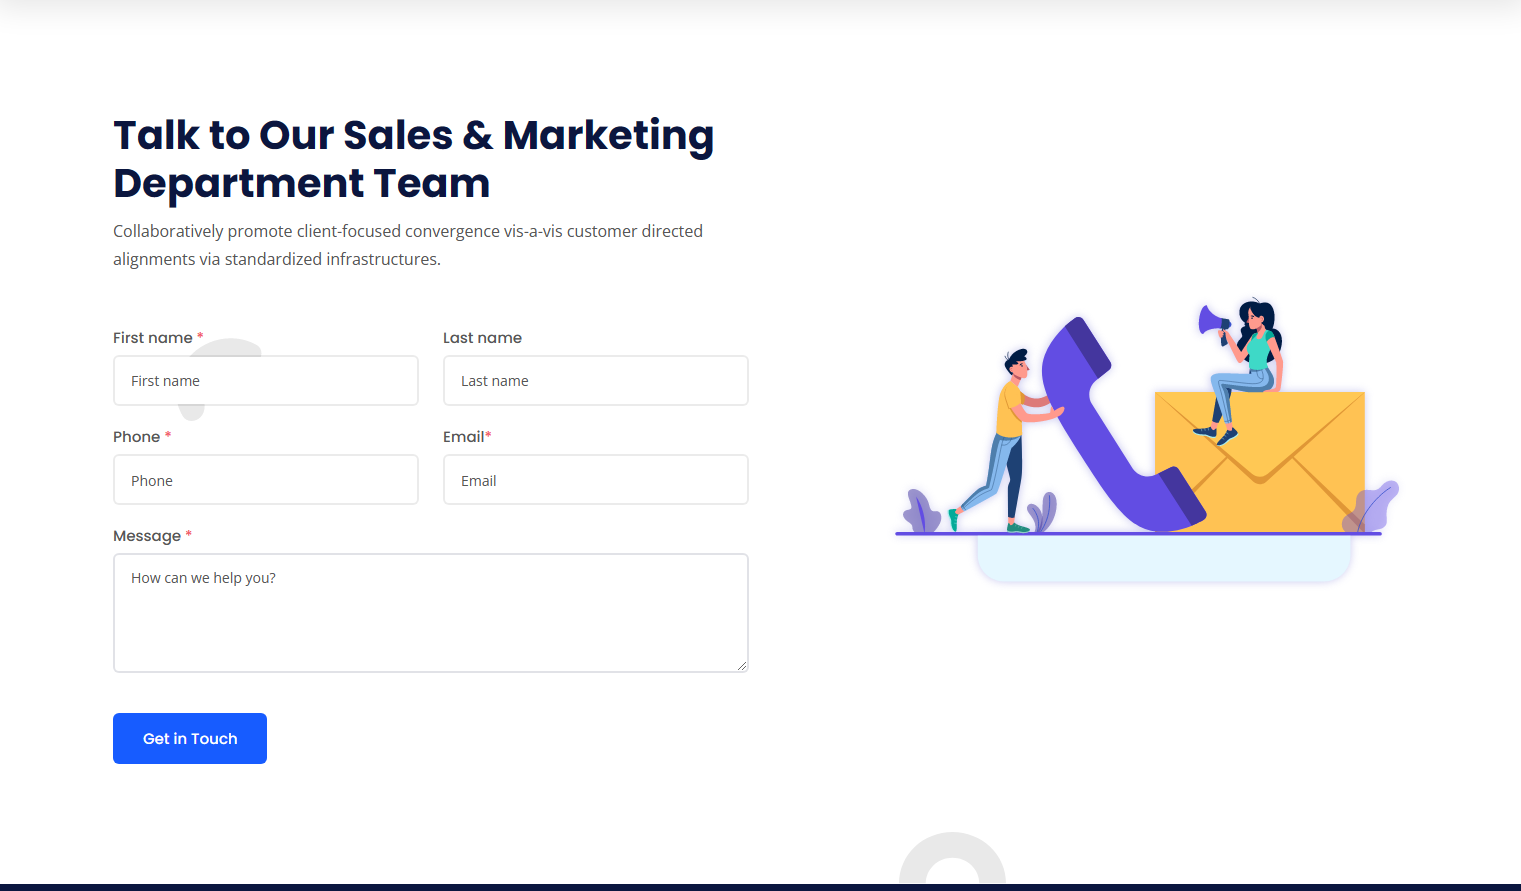 Talk to Our Sales & Marketing
Department Team
Collaboratively promote client-focused convergence vis-a-vis customer directed
alignments via standardized infrastructures.
First name *
Last name
First name
Last name
Phone *
Email*
Phone
Email
Message *
How can we help you?
Get in Touch